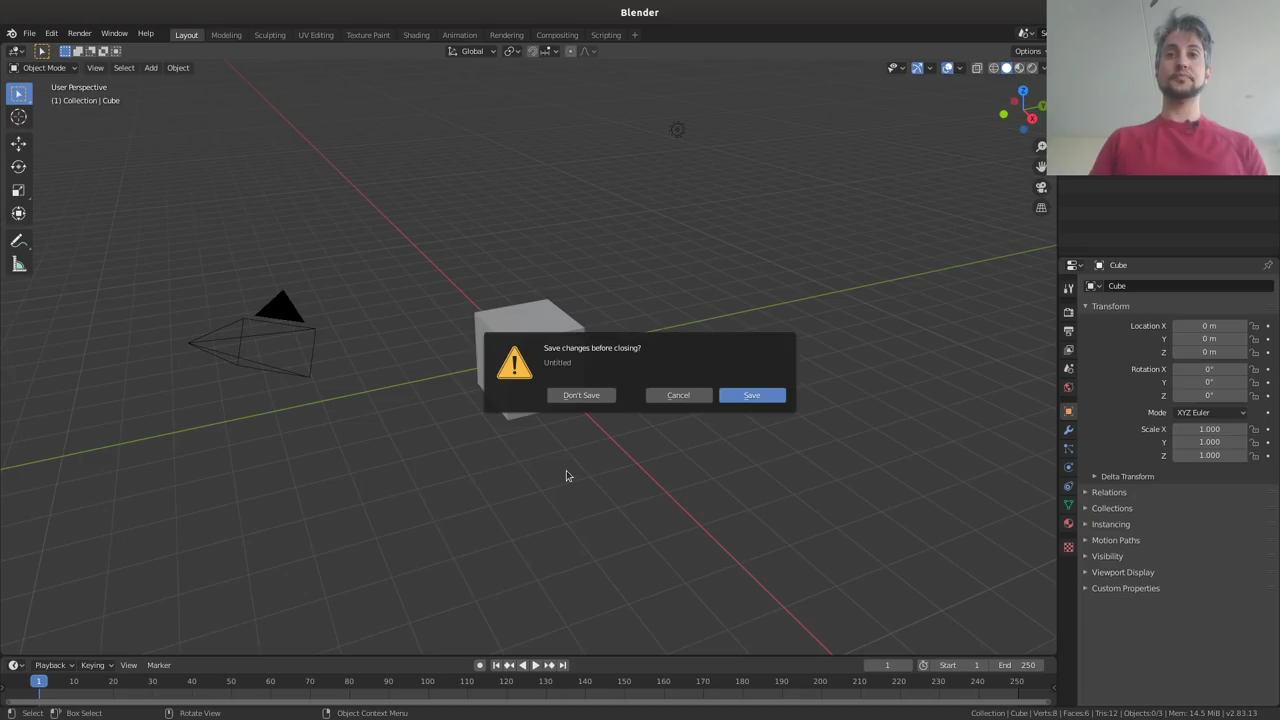 Blender
File Edit Render Window Help Layout Modeling Sculpting UV Editing Texture Paint Shading Animation Rendering Compositing Scripting +
Global Options
Object Mode View Select Add Object
User Perspective
(1) Collection | Cube
Z
Y
X
Cube
Cube
Transform
Location X 0 m
Y 0 m
Z 0 m
Rotation X 0°
Y 0°
Z 0°
Mode XYZ Euler
Scale X 1.000
Y 1.000
Z 1.000
Delta Transform
Relations
Collections
Instancing
Motion Paths
Visibility
Viewport Display
Custom Properties
Save changes before closing?
Untitled
Don't Save Cancel Save
Playback Keying View Marker 1 Start 1 End 250
1 10 20 30 40 50 60 70 80 90 100 110 120 130 140 150 160 170 180 190 200 210 220 230 240 250
Select Box Select Rotate View Object Context Menu Collection | Cube | Verts:8 | Faces:6 | Tris:12 | Objects:0/3 | Mem: 14.5 MiB | v2.83.13